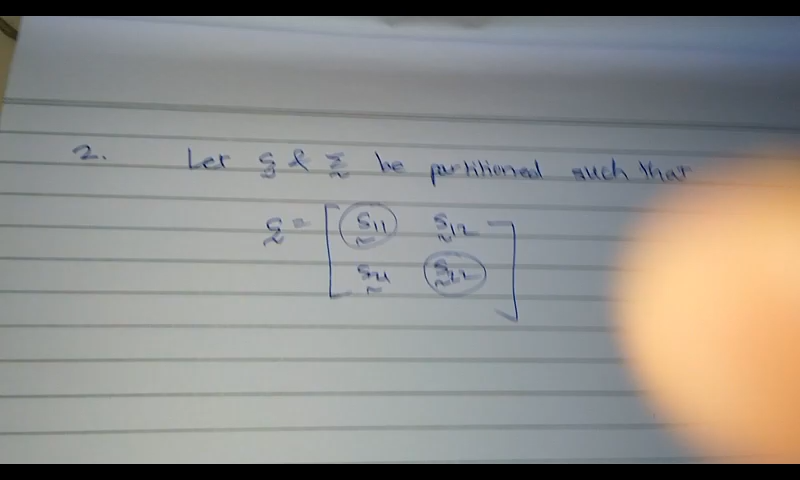 2. Let S & Σ be partitioned such that
S = [ S11 S12
S21 S22 ]